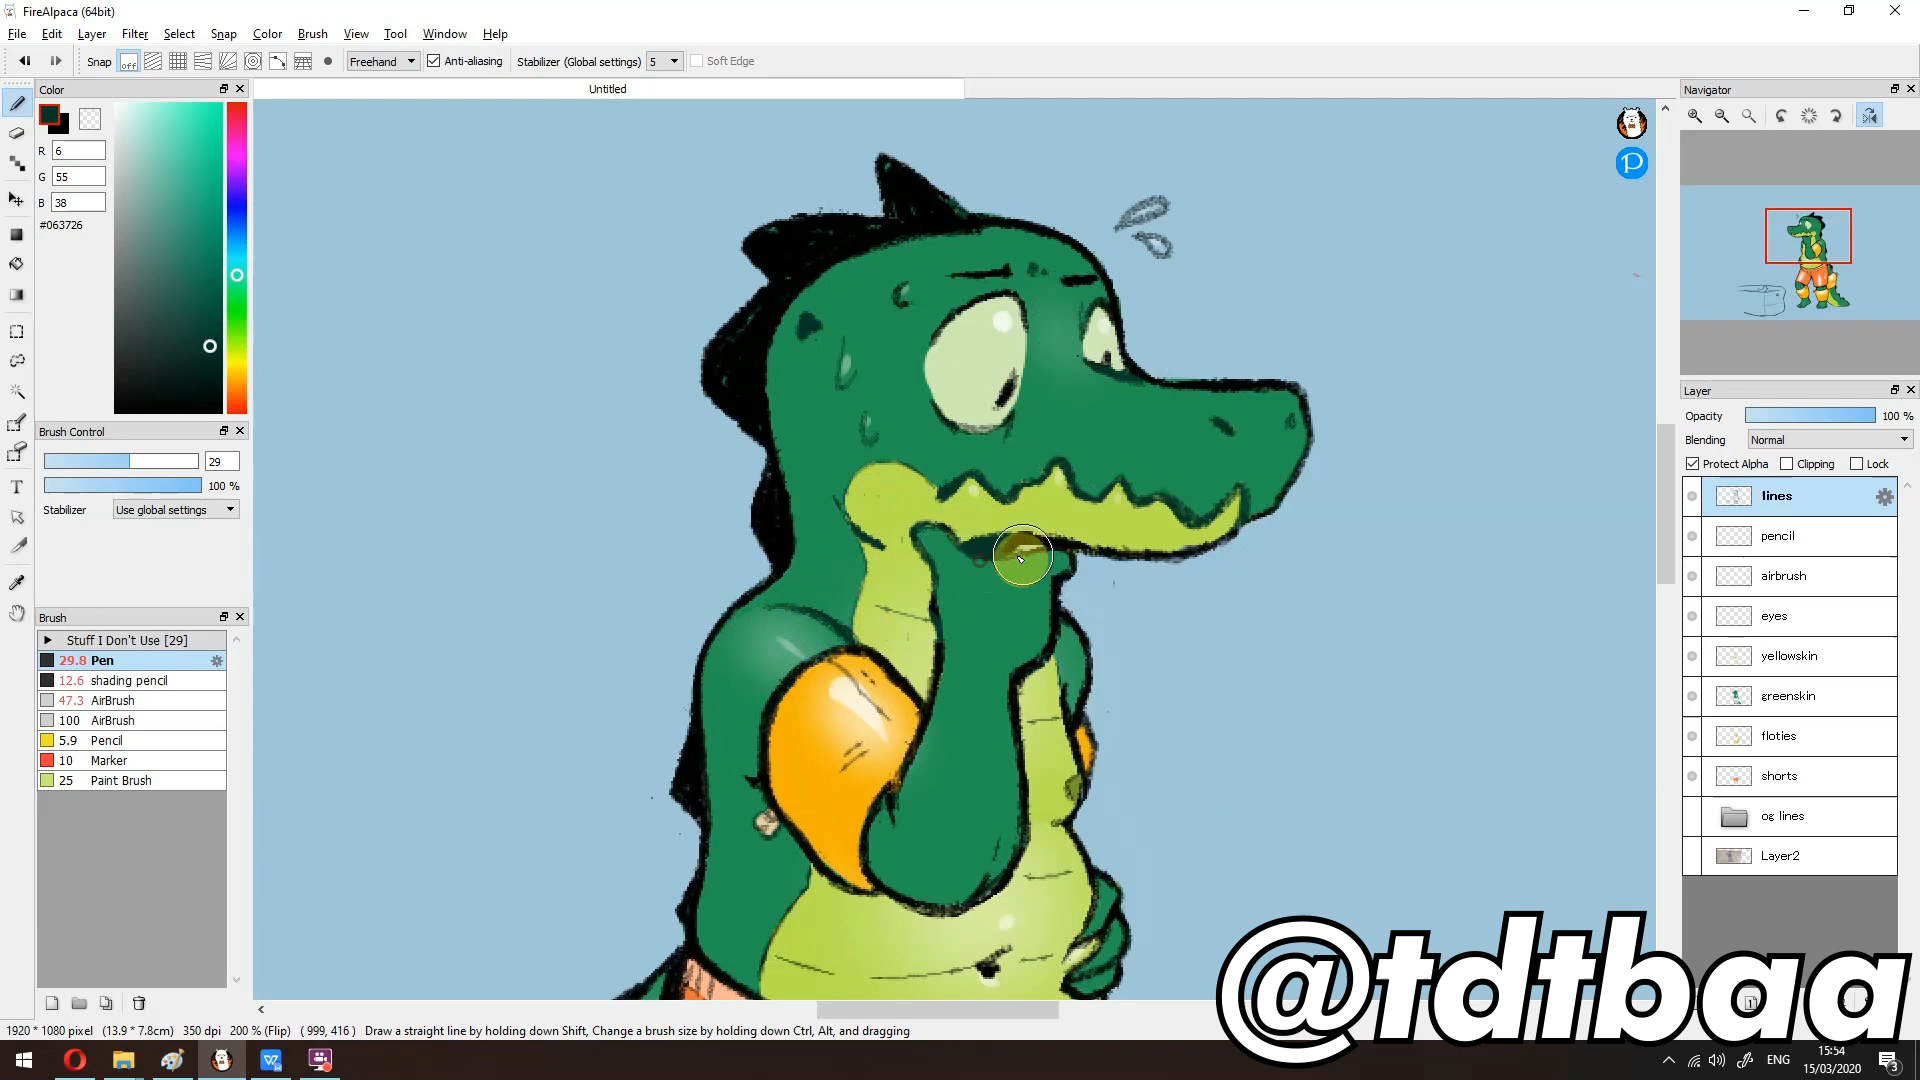 FireAlpaca (64bit)
File Edit Layer Filter Select Snap Color Brush View Tool Window Help
Snap off Freehand Anti-aliasing Stabilizer (Global settings) 5 Soft Edge
Color
Untitled
Navigator
R 6
G 55
B 38
#063726
Brush Control
29
100 %
Stabilizer Use global settings
Brush
Stuff I Don't Use [29]
29.8 Pen
12.6 shading pencil
47.3 AirBrush
100 AirBrush
5.9 Pencil
10 Marker
25 Paint Brush
Layer
Opacity 100 %
Blending Normal
Protect Alpha Clipping Lock
lines
pencil
airbrush
eyes
yellowskin
greenskin
floties
shorts
og lines
Layer2
@tdtbaa
1920 * 1080 pixel (13.9 * 7.8cm) 350 dpi 200 % (Flip) ( 999, 416 ) Draw a straight line by holding down Shift, Change a brush size by holding down Ctrl, Alt, and dragging
ENG
15:54
15/03/2020
3